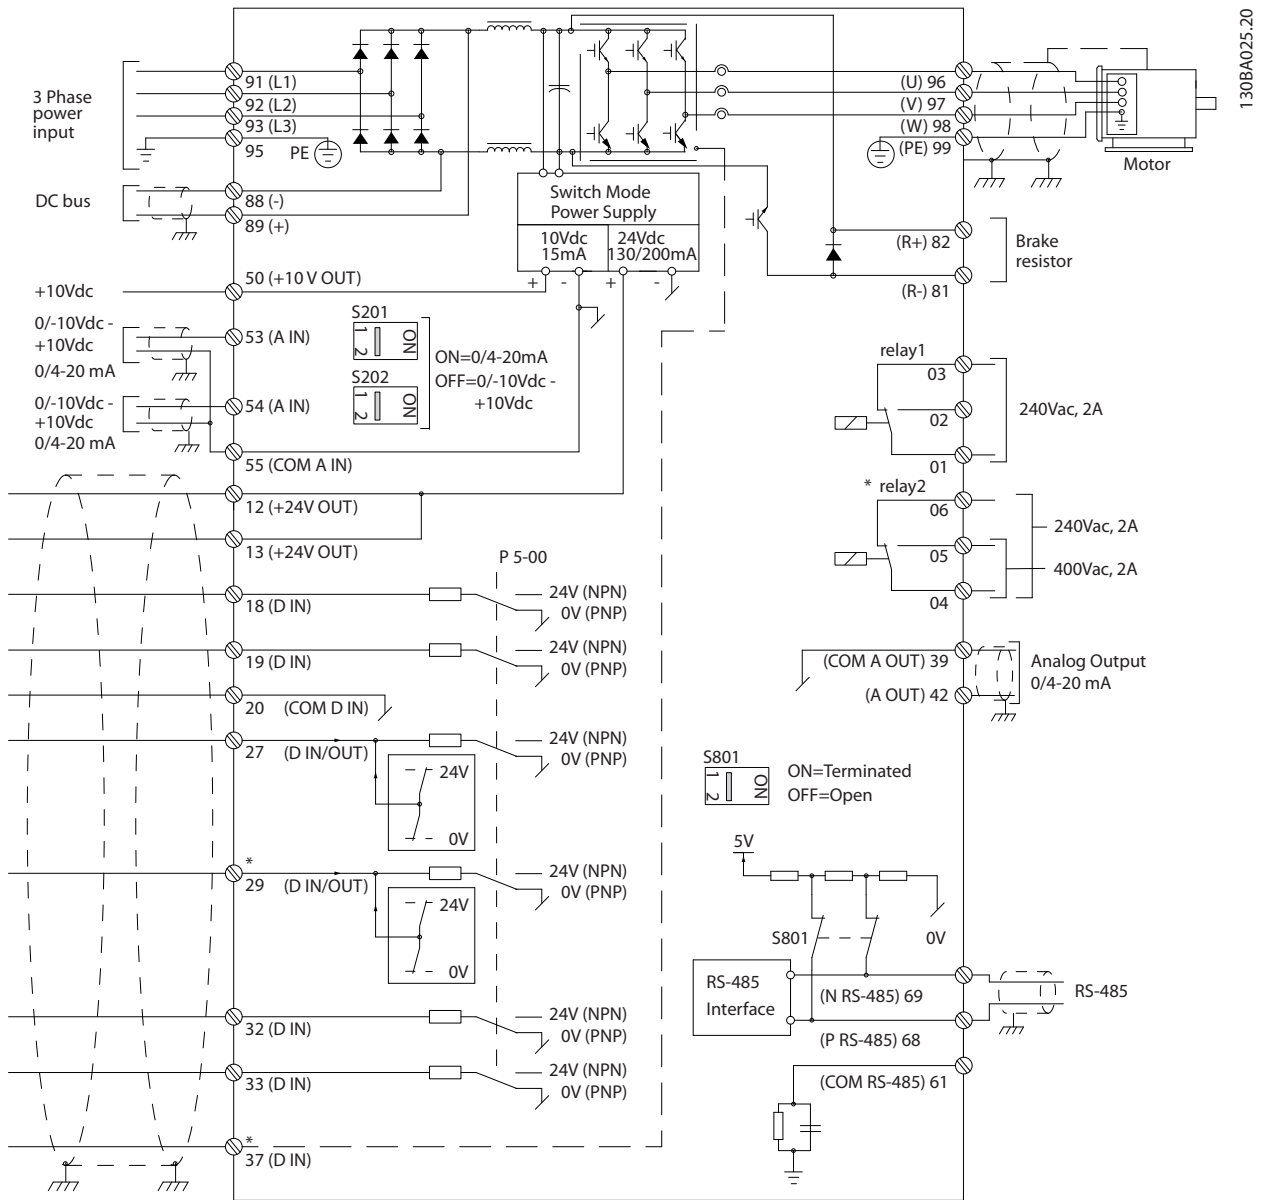 130BA025.20
3 Phase
power
input
91 (L1)
92 (L2)
93 (L3)
95
PE
(U) 96
(V) 97
(W) 98
(PE) 99
Motor
DC bus
88 (-)
89 (+)
Switch Mode
Power Supply
10Vdc
15mA
24Vdc
130/200mA
+ - + -
(R+) 82
(R-) 81
Brake
resistor
+10Vdc
50 (+10 V OUT)
0/-10Vdc -
+10Vdc
0/4-20 mA
53 (A IN)
0/-10Vdc -
+10Vdc
0/4-20 mA
54 (A IN)
55 (COM A IN)
S201
1 2
ON
S202
1 2
ON
ON=0/4-20mA
OFF=0/-10Vdc -
+10Vdc
relay1
03
02
01
240Vac, 2A
* relay2
06
05
04
240Vac, 2A
400Vac, 2A
12 (+24V OUT)
13 (+24V OUT)
P 5-00
18 (D IN)
24V (NPN)
0V (PNP)
19 (D IN)
24V (NPN)
0V (PNP)
20 (COM D IN)
27 (D IN/OUT)
24V (NPN)
0V (PNP)
24V
0V
*
29 (D IN/OUT)
24V (NPN)
0V (PNP)
24V
0V
32 (D IN)
24V (NPN)
0V (PNP)
33 (D IN)
24V (NPN)
0V (PNP)
*
37 (D IN)
(COM A OUT) 39
(A OUT) 42
Analog Output
0/4-20 mA
S801
1 2
ON
ON=Terminated
OFF=Open
5V
S801
0V
RS-485
Interface
(N RS-485) 69
(P RS-485) 68
(COM RS-485) 61
RS-485